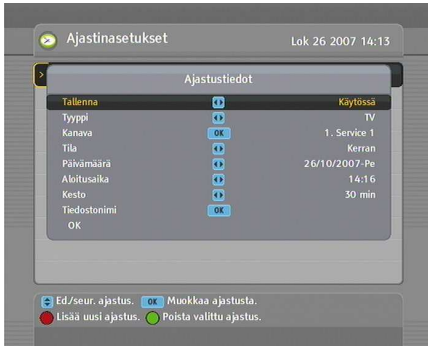 Ajastinasetukset Lok 26 2007 14:13
>
Ajastustiedot
Tallenna Käytössä
Tyyppi TV
Kanava OK 1. Service 1
Tila Kerran
Päivämäärä 26/10/2007-Pe
Aloitusaika 14:16
Kesto 30 min
Tiedostonimi OK
OK
Ed./seur. ajastus. OK Muokkaa ajastusta.
Lisää uusi ajastus. Poista valittu ajastus.